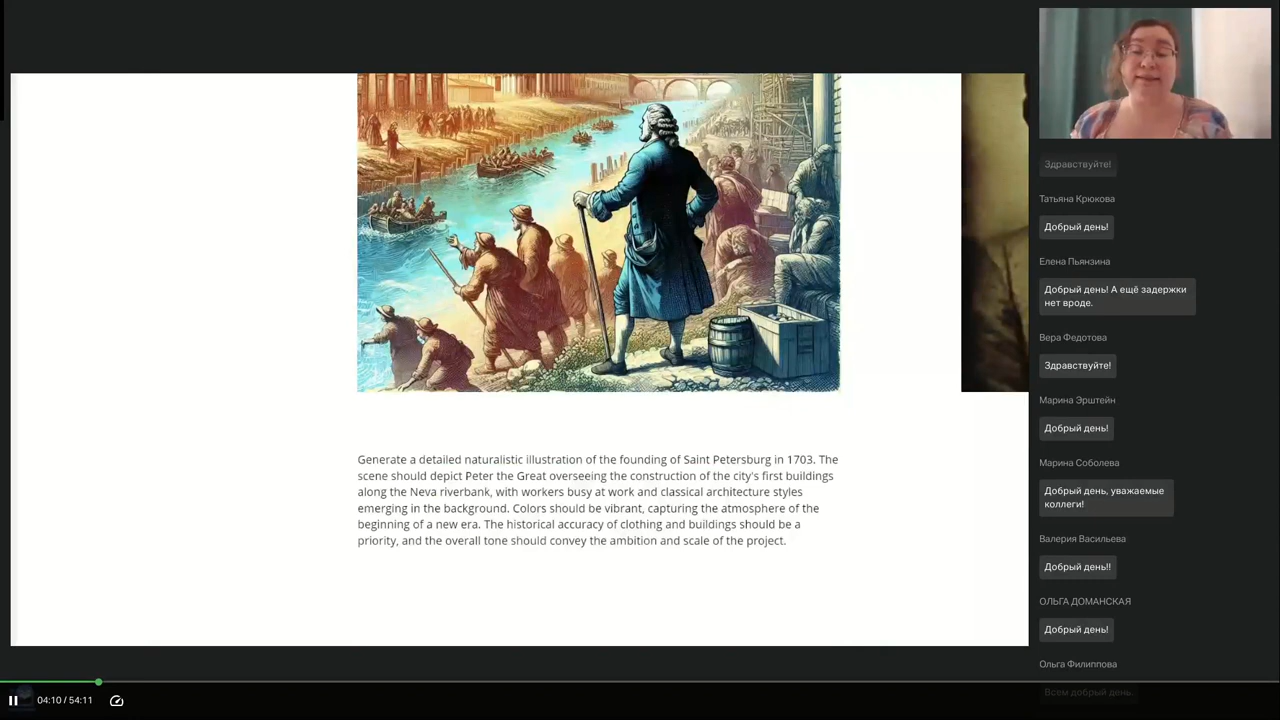 Generate a detailed naturalistic illustration of the founding of Saint Petersburg in 1703. The
scene should depict Peter the Great overseeing the construction of the city's first buildings
along the Neva riverbank, with workers busy at work and classical architecture styles
emerging in the background. Colors should be vibrant, capturing the atmosphere of the
beginning of a new era. The historical accuracy of clothing and buildings should be a
priority, and the overall tone should convey the ambition and scale of the project.
Здравствуйте!
Татьяна Крюкова
Добрый день!
Елена Пьянзина
Добрый день! А ещё задержки
нет вроде.
Вера Федотова
Здравствуйте!
Марина Эрштейн
Добрый день!
Марина Соболева
Добрый день, уважаемые
коллеги!
Валерия Васильева
Добрый день!!
ОЛЬГА ДОМАНСКАЯ
Добрый день!
Ольга Филиппова
Всем добрый день
04:10 / 54:11